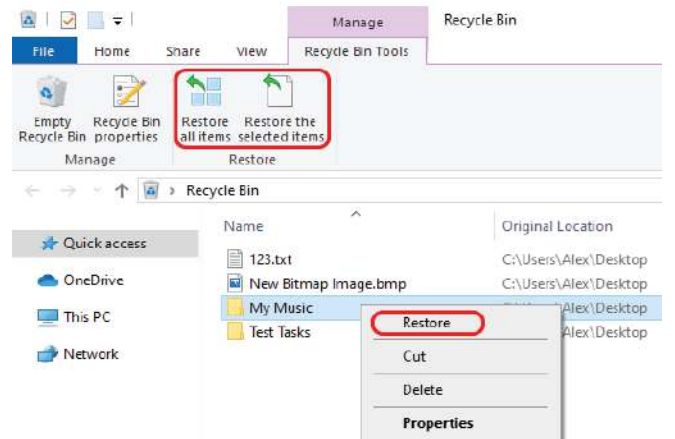 Manage Recycle Bin
File Home Share View Recycle Bin Tools
Empty Recycle Bin Restore Restore the
Recycle Bin properties all items selected items
Manage Restore
Recycle Bin
Name Original Location
Quick access
123.txt C:\Users\Alex\Desktop
OneDrive
New Bitmap Image.bmp C:\Users\Alex\Desktop
My Music
This PC
Restore
Test Tasks Alex\Desktop
Network
Cut
Delete
Properties